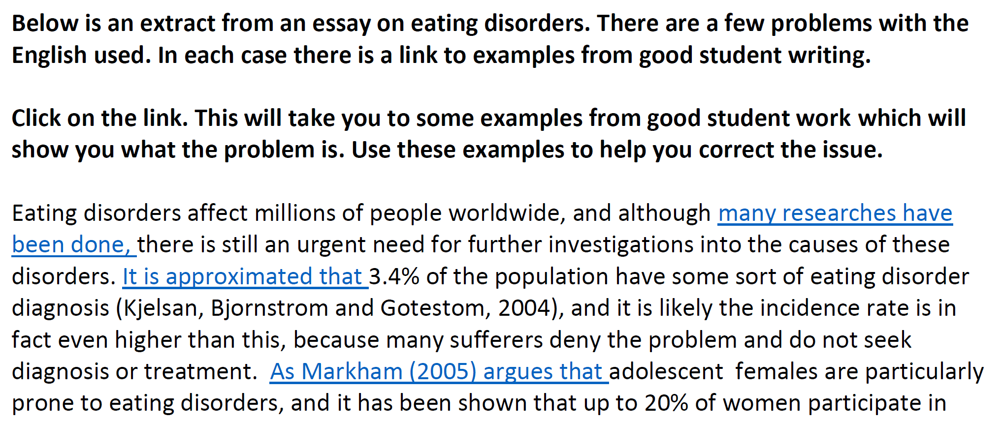 Below is an extract from an essay on eating disorders. There are a few problems with the
English used. In each case there is a link to examples from good student writing.
Click on the link. This will take you to some examples from good student work which will
show you what the problem is. Use these examples to help you correct the issue.
Eating disorders affect millions of people worldwide, and although many researches have
been done, there is still an urgent need for further investigations into the causes of these
disorders. It is approximated that 3.4% of the population have some sort of eating disorder
diagnosis (Kjelsan, Bjornstrom and Gotestom, 2004), and it is likely the incidence rate is in
fact even higher than this, because many sufferers deny the problem and do not seek
diagnosis or treatment.  As Markham (2005) argues that adolescent  females are particularly
prone to eating disorders, and it has been shown that up to 20% of women participate in